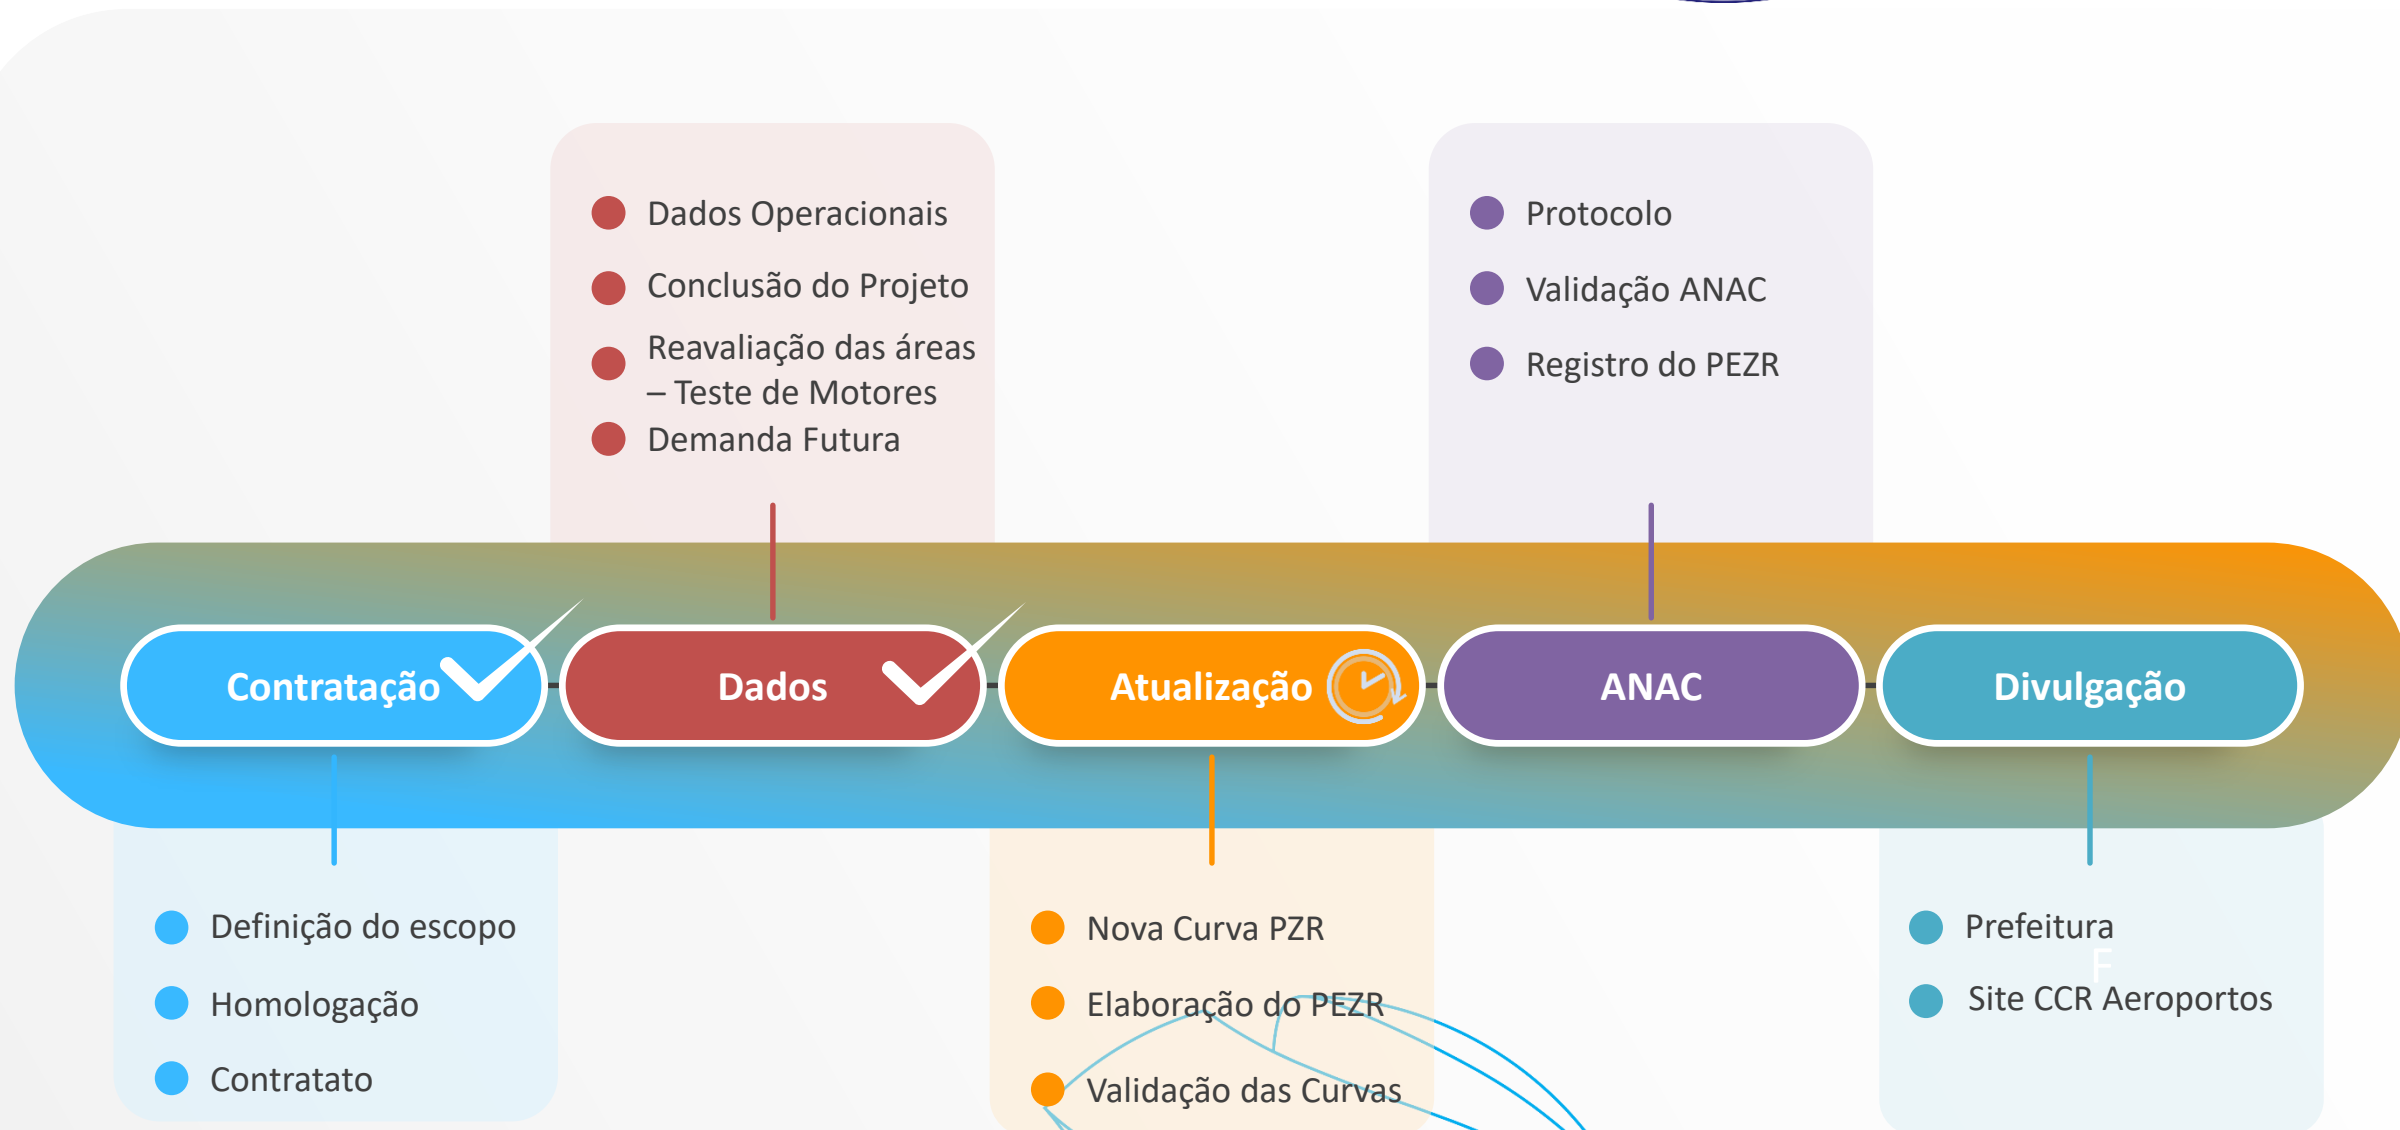 Dados Operacionais
Conclusão do Projeto
Reavaliação das áreas
– Teste de Motores
Demanda Futura
Protocolo
Validação ANAC
Registro do PEZR
Contratação
Dados
Atualização
ANAC
Divulgação
Definição do escopo
Homologação
Contratato
Nova Curva PZR
Elaboração do PEZR
Validação das Curvas
Prefeitura
F
Site CCR Aeroportos